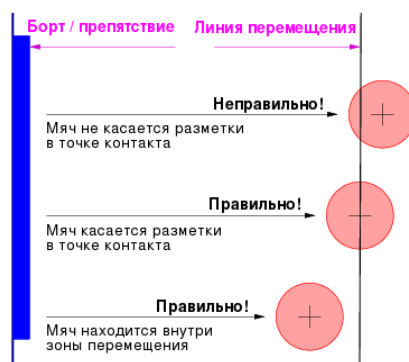 Борт / препятствие
Линия перемещения
Неправильно!
Мяч не касается разметки
в точке контакта
Правильно!
Мяч касается разметки
в точке контакта
Правильно!
Мяч находится внутри
зоны перемещения